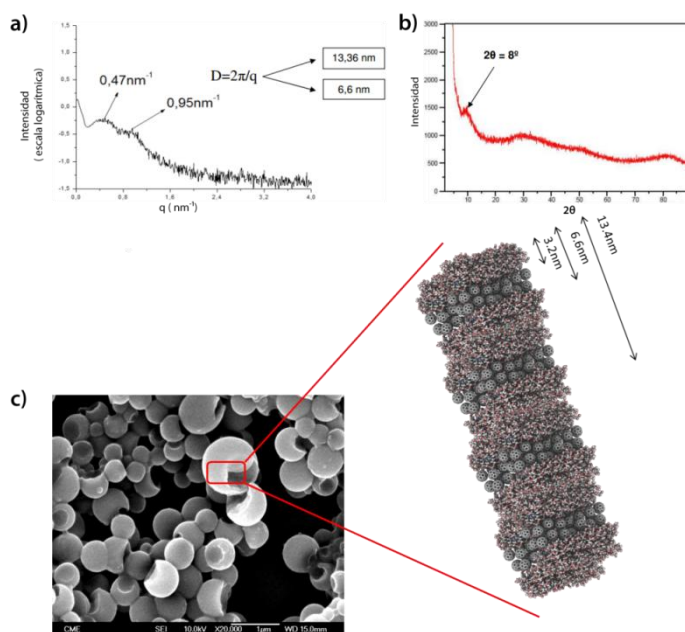 a)
Intensidad
( escala logarítmica)
1,5
1,0
0,5
0,0
-0,5
-1,0
-1,5
0,47nm⁻¹
0,95nm⁻¹
D=2π/q
13,36 nm
6,6 nm
0,0
0,8
1,6
2,4
3,2
4,0
q ( nm⁻¹)
b)
Intensidad
3000
2500
2000
1500
1000
500
0
2θ = 8º
10
20
30
40
50
60
70
80
2θ
13.4nm
6.6nm
3.2nm
c)
CME SEI 10.0kV X20,000 1µm WD 15.0mm